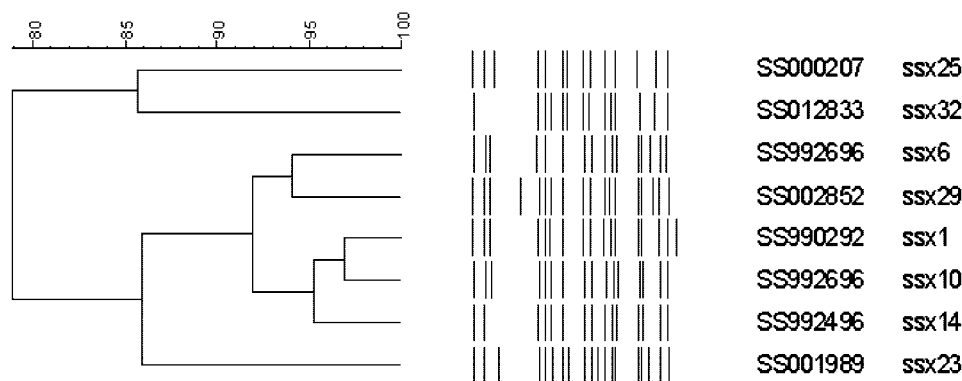 80 85 90 95 100
SS000207 ssx25
SS012833 ssx32
SS992696 ssx6
SS002852 ssx29
SS990292 ssx1
SS992696 ssx10
SS992496 ssx14
SS001989 ssx23